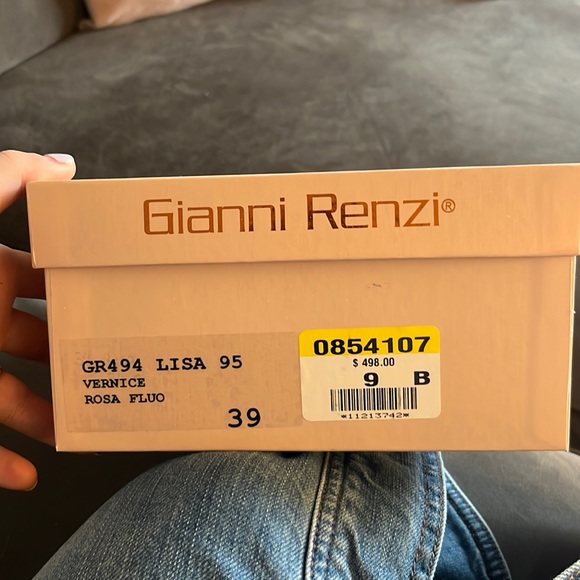 Gianni Renzi®
GR494 LISA 95
VERNICE
ROSA FLUO
39
0854107
$ 498.00
9 B
*11213742*